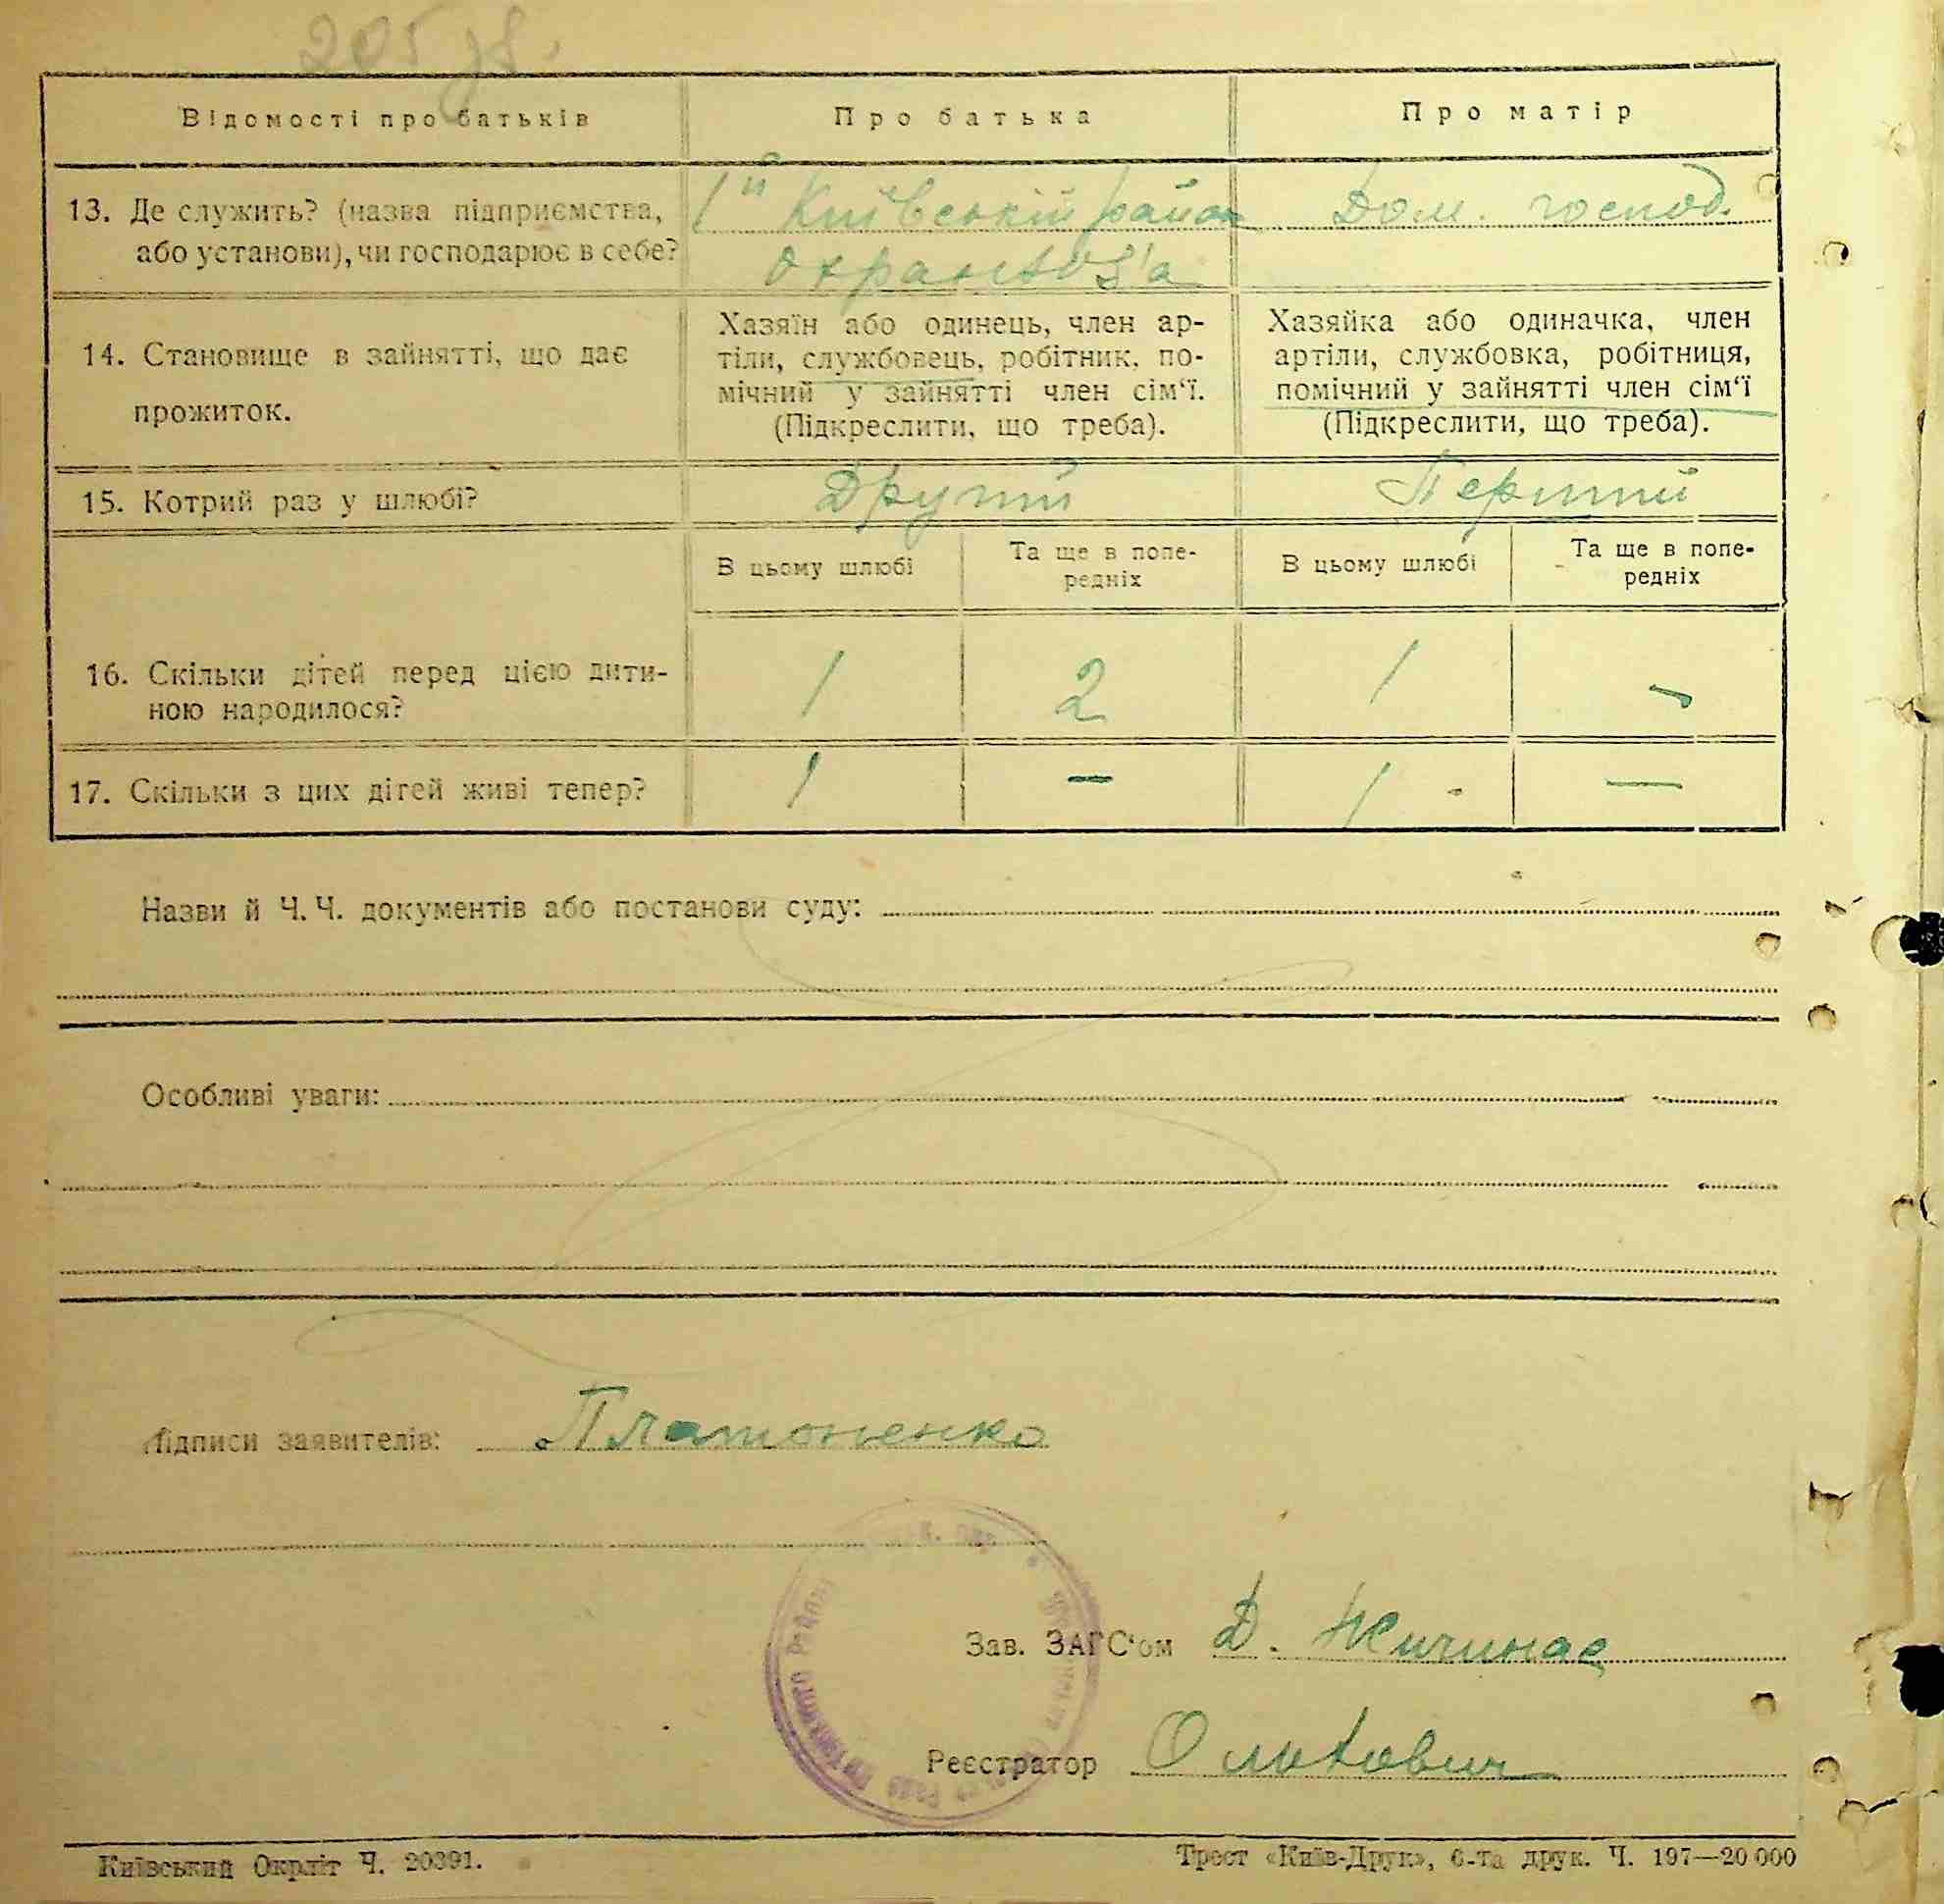 205
Відомості про батьків
Про батька
Про матір
13. Де служить? (назва підприємства, або установи), чи господарює в себе?
1й Київській район
Дом. господ.
14. Становище в зайнятті, що дає прожиток.
Хазяїн або одинець, член ар-
тіли, службовець, робітник, по-
мічний у зайнятті член сім‘ї.
(Підкреслити, що треба).
Хазяйка або одиначка, член
артіли, службовка, робітниця,
помічний у зайнятті член сім‘ї
(Підкреслити, що треба).
15. Котрий раз у шлюбі?
Другий
Перший
В цьому шлюбі
Та ще в попе-
редніх
В цьому шлюбі
Та ще в попе-
редніх
16. Скільки дітей перед цією дити-
ною народилося?
1
2
1
-
17. Скільки з цих дітей живі тепер?
1
—
1
—
Назви й Ч. Ч. документів або постанови суду:
Особливі уваги:
Підписи заявителів: Платоненко
Зав. ЗАГС‘ом Д.
Реєстратор
Київський Окрліт Ч. 20391.
Трест «Київ-Друк», 6-та друк. Ч. 197—20 000